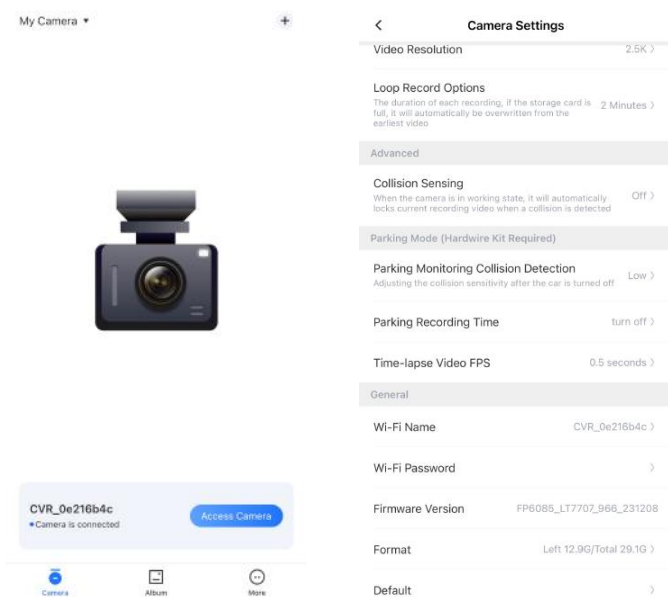 My Camera ▼
+
CVR_0e216b4c
Camera is connected
Access Camera
Camera
Album
More
Camera Settings
Video Resolution
2.5K
Loop Record Options
The duration of each recording, if the storage card is
full, it will automatically be overwritten from the
earliest video
2 Minutes
Advanced
Collision Sensing
When the camera is in working state, it will automatically
locks current recording video when a collision is detected
Off
Parking Mode (Hardwire Kit Required)
Parking Monitoring Collision Detection
Adjusting the collision sensitivity after the car is turned off
Low
Parking Recording Time
turn off
Time-lapse Video FPS
0.5 seconds
General
Wi-Fi Name
CVR_0e216b4c
Wi-Fi Password
Firmware Version
FP6085_LT7707_966_231208
Format
Left 12.9G/Total 29.1G
Default